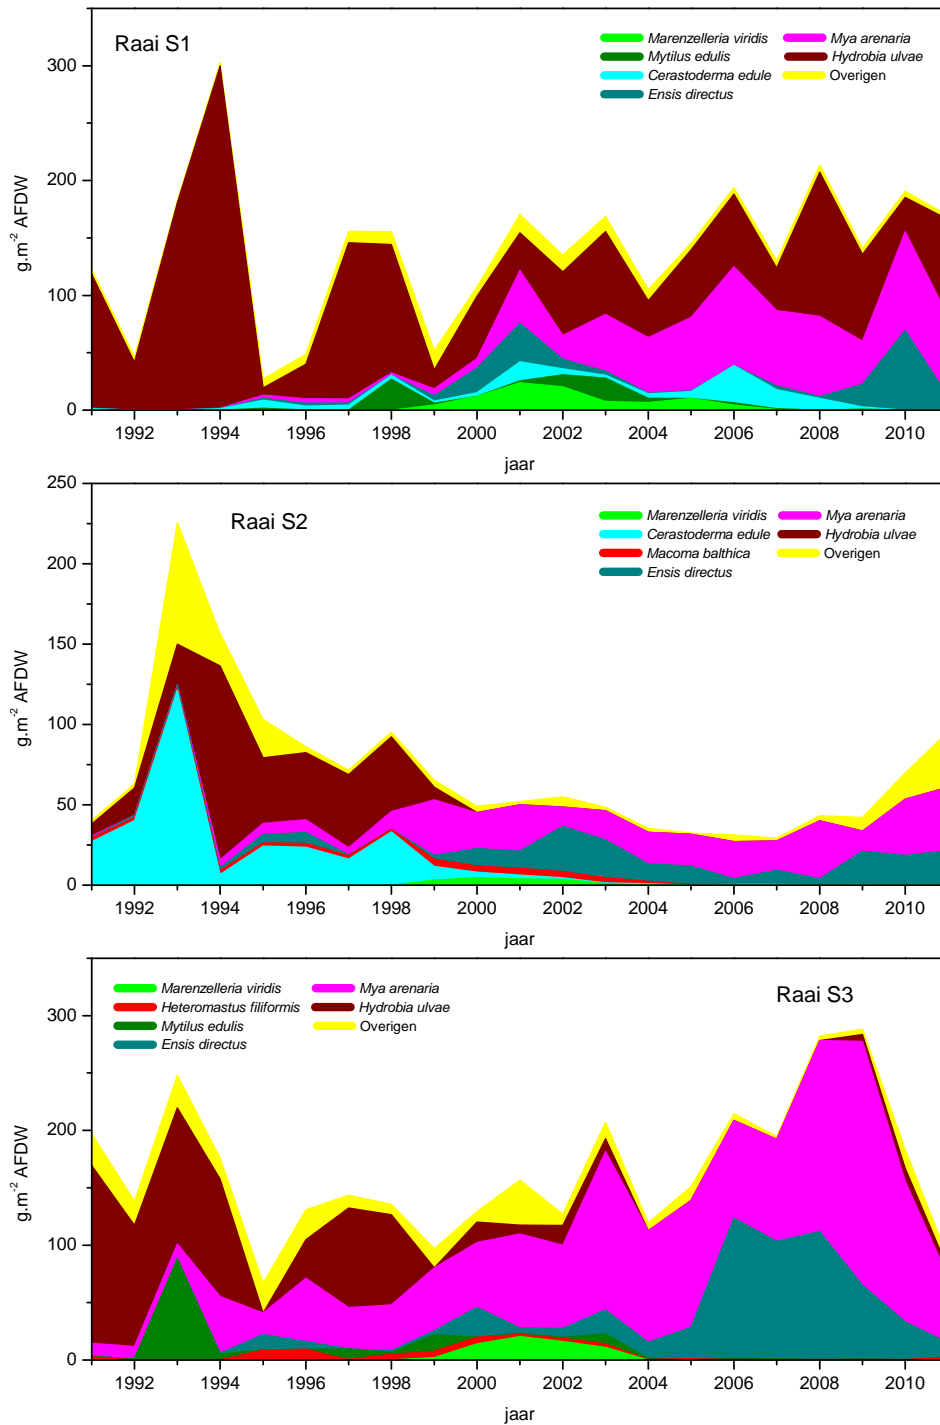 Raai S1
Marenzelleria viridis
Mytilus edulis
Cerastoderma edule
Ensis directus
Mya arenaria
Hydrobia ulvae
Overigen
g.m-2 AFDW
300
200
100
0
1992 1994 1996 1998 2000 2002 2004 2006 2008 2010
jaar
Raai S2
Marenzelleria viridis
Cerastoderma edule
Macoma balthica
Ensis directus
Mya arenaria
Hydrobia ulvae
Overigen
g.m-2 AFDW
250
200
150
100
50
0
1992 1994 1996 1998 2000 2002 2004 2006 2008 2010
jaar
Raai S3
Marenzelleria viridis
Heteromastus filiformis
Mytilus edulis
Ensis directus
Mya arenaria
Hydrobia ulvae
Overigen
g.m-2 AFDW
300
200
100
0
1992 1994 1996 1998 2000 2002 2004 2006 2008 2010
jaar